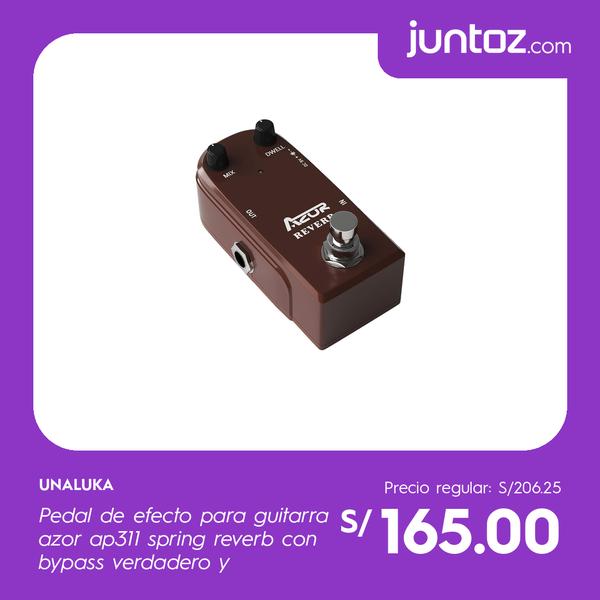 juntoz.com
DWELL
MIX
OUT
IN
AZOR
REVERB
UNALUKA
Precio regular: S/206.25
Pedal de efecto para guitarra
azor ap311 spring reverb con
bypass verdadero y
S/165.00